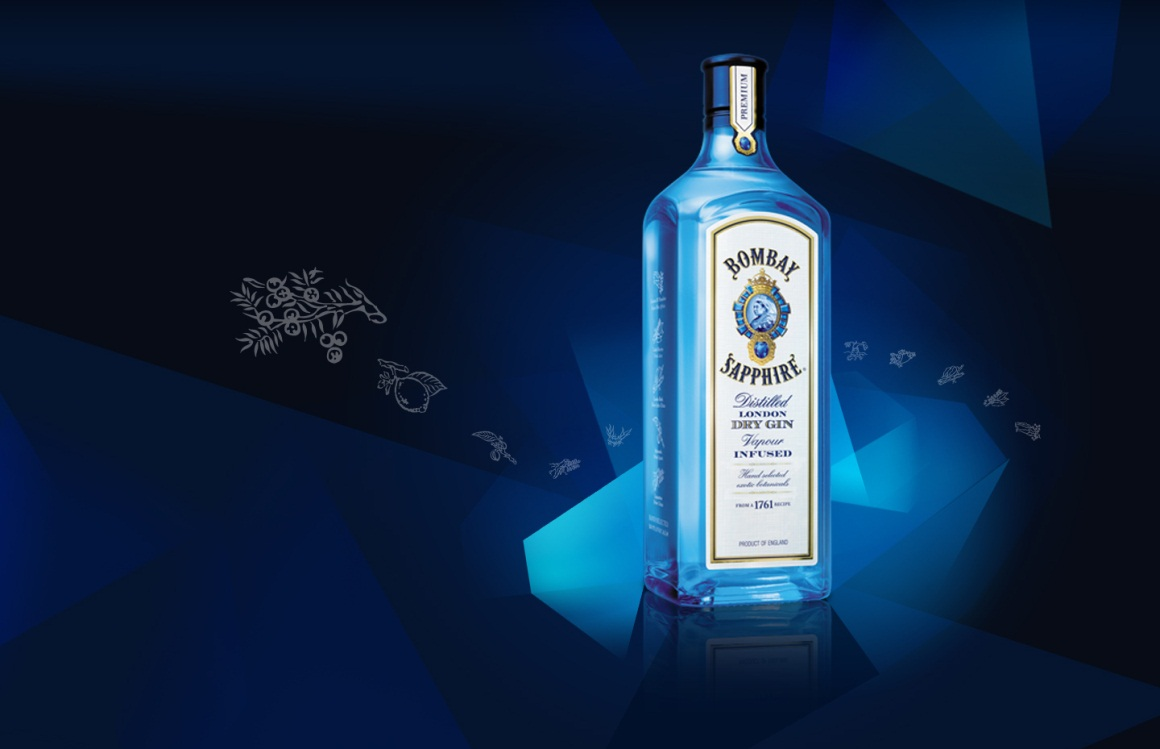 PREMIUM
BOMBAY
SAPPHIRE
Distilled
LONDON
DRY GIN
Vapour
INFUSED
Hand selected
exotic botanicals
FROM A 1761 RECIPE
PRODUCT OF ENGLAND